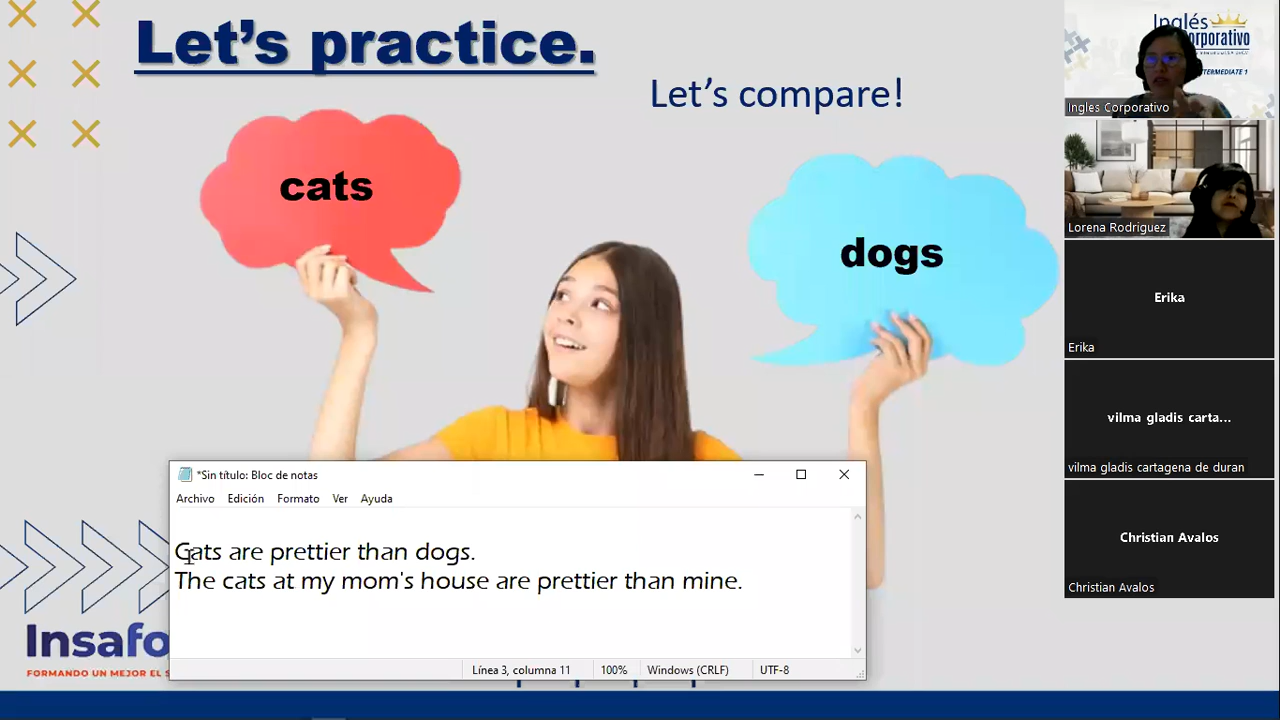 Let's practice.
Let's compare!
cats
dogs
*Sin título: Bloc de notas
Archivo Edición Formato Ver Ayuda
Cats are prettier than dogs.
The cats at my mom's house are prettier than mine.
Línea 3, columna 11 100% Windows (CRLF) UTF-8
Insafo
FORMANDO UN MEJOR EL S
Inglés
orporativo
TERMEDIATE 1
Ingles Corporativo
Lorena Rodriguez
Erika
Erika
vilma gladis carta...
vilma gladis cartagena de duran
Christian Avalos
Christian Avalos